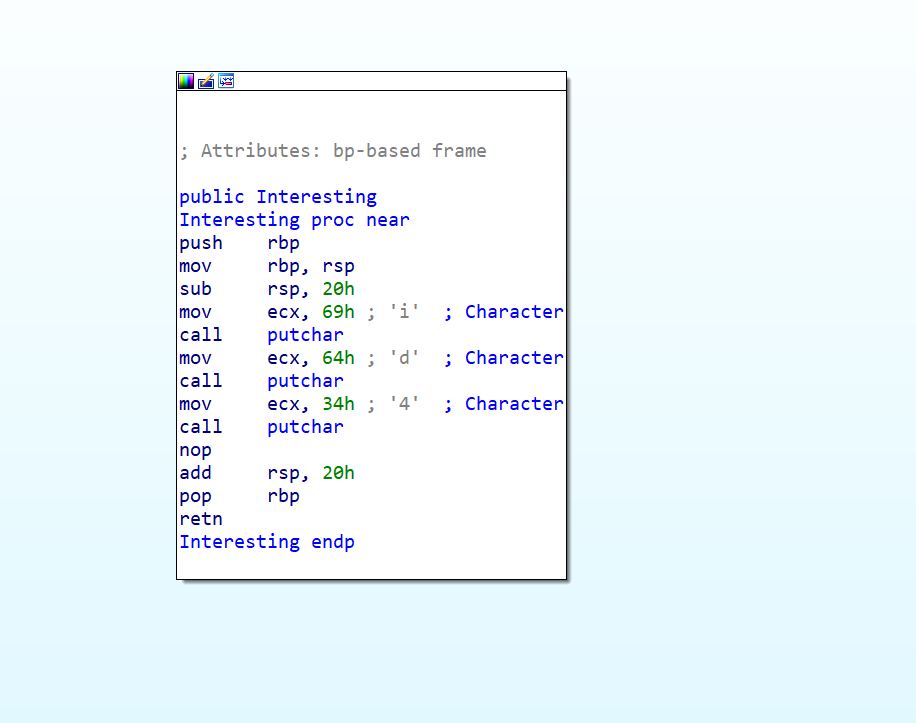 ; Attributes: bp-based frame
public Interesting
Interesting proc near
push    rbp
mov     rbp, rsp
sub     rsp, 20h
mov     ecx, 69h ; 'i'  ; Character
call    putchar
mov     ecx, 64h ; 'd'  ; Character
call    putchar
mov     ecx, 34h ; '4'  ; Character
call    putchar
nop
add     rsp, 20h
pop     rbp
retn
Interesting endp